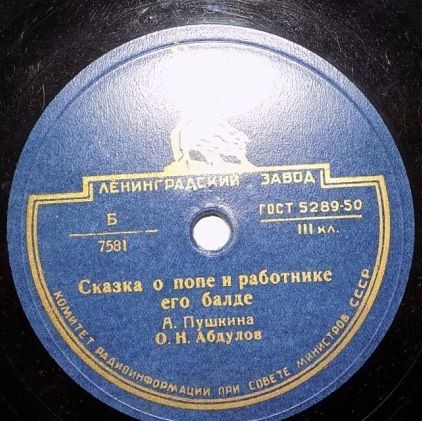 ЛЕНИНГРАДСКИЙ ЗАВОД
Б
7581
ГОСТ 5289-50
III кл.
Сказка о попе и работнике
его балде
А. Пушкина
О. Н. Абдулов
КОМИТЕТ РАДИОИНФОРМАЦИИ ПРИ СОВЕТЕ МИНИСТРОВ СССР